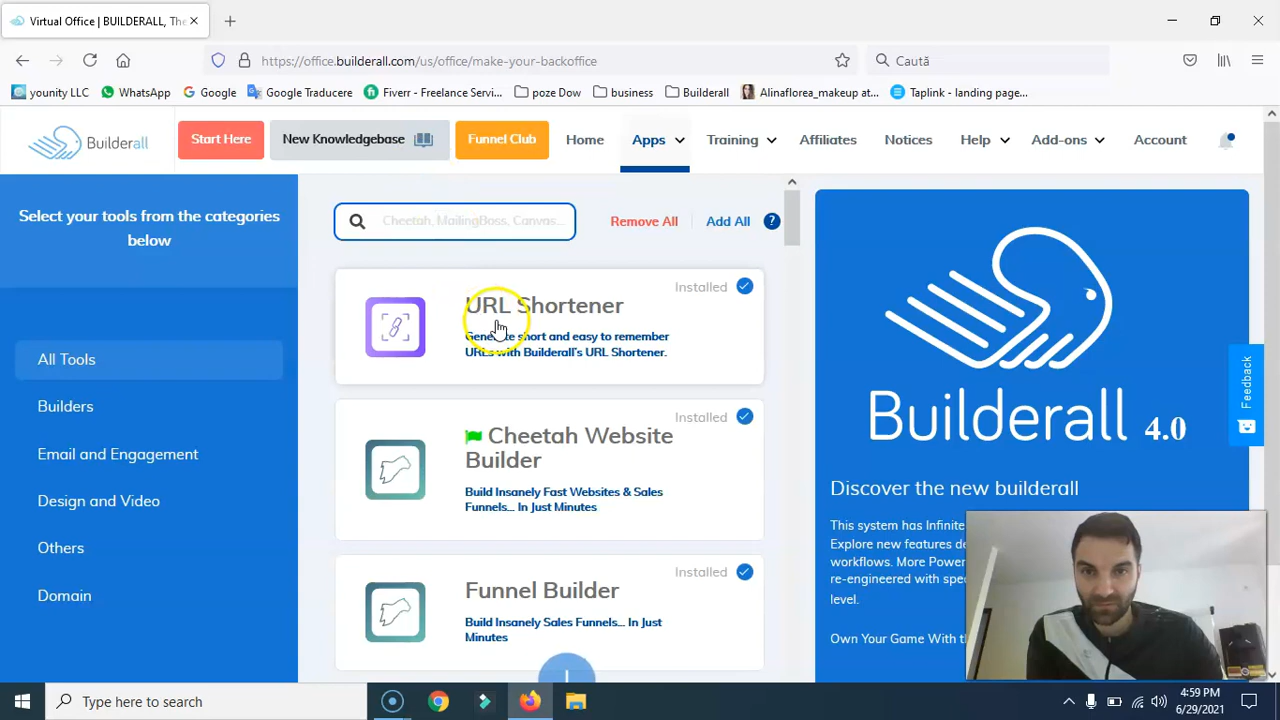 Virtual Office | BUILDERALL, The
https://office.builderall.com/us/office/make-your-backoffice
Caută
younity LLC
WhatsApp
Google
Google Traducere
Fiverr - Freelance Servi...
poze Dow
business
Builderall
Alinaflorea_makeup at...
Taplink - landing page...
Builderall
Start Here
New Knowledgebase
Funnel Club
Home
Apps
Training
Affiliates
Notices
Help
Add-ons
Account
Select your tools from the categories
below
All Tools
Builders
Email and Engagement
Design and Video
Others
Domain
Cheetah, MailingBoss, Canvas...
Remove All
Add All
?
Installed
URL Shortener
Generate short and easy to remember
URLs with Builderall's URL Shortener.
Installed
Cheetah Website
Builder
Build Insanely Fast Websites & Sales
Funnels... In Just Minutes
Installed
Funnel Builder
Build Insanely Sales Funnels... In Just
Minutes
Builderall 4.0
Discover the new builderall
This system has Infinite
Explore new features
workflows. More Power
re-engineered with
level.
Own Your Game With
Feedback
Type here to search
4:59 PM
6/29/2021